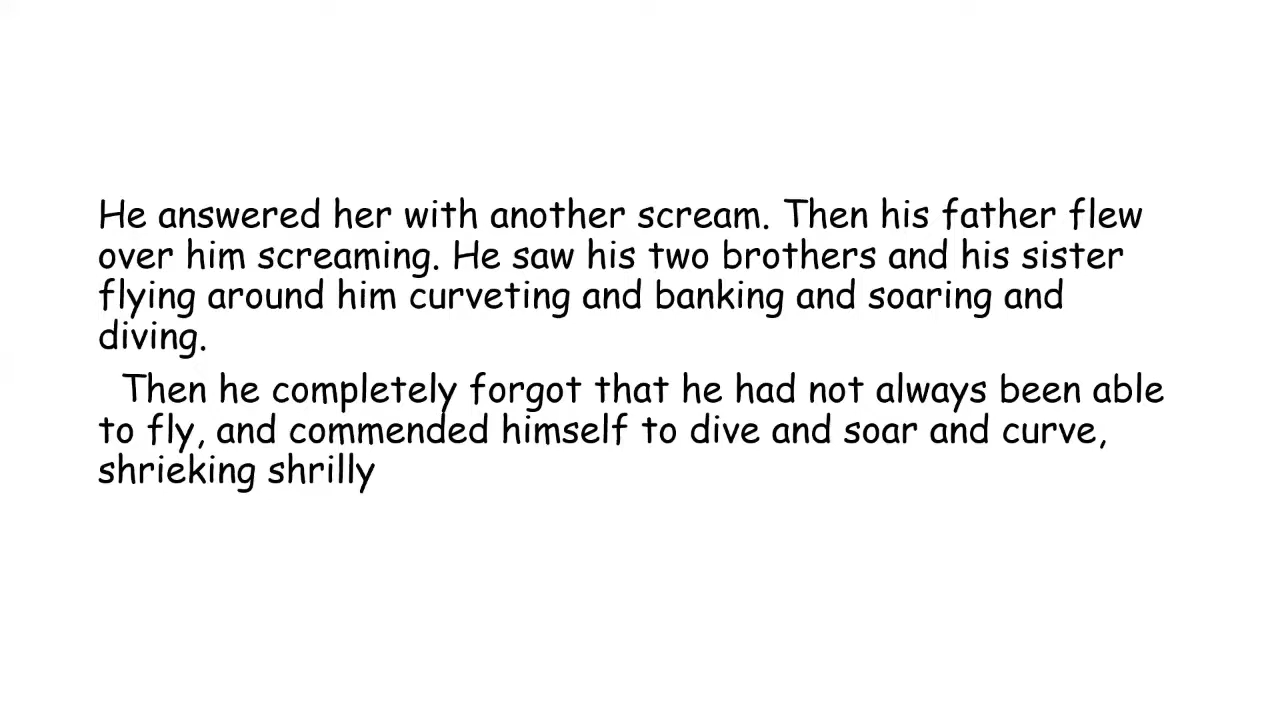 He answered her with another scream. Then his father flew
over him screaming. He saw his two brothers and his sister
flying around him curveting and banking and soaring and
diving.
Then he completely forgot that he had not always been able
to fly, and commended himself to dive and soar and curve,
shrieking shrilly